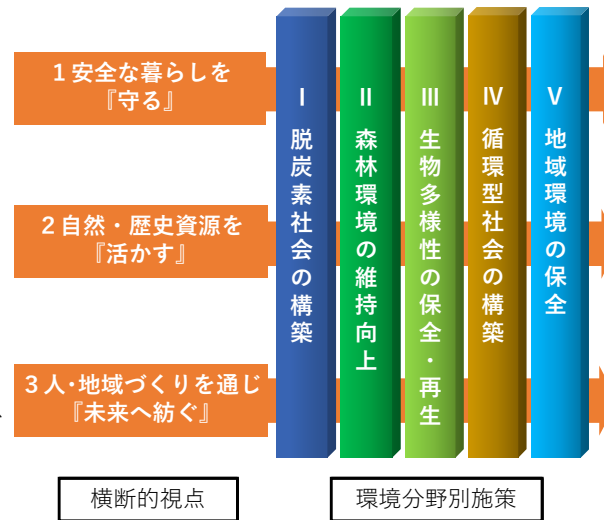 1安全な暮らしを
『守る』
2自然・歴史資源を
『活かす』
3人・地域づくりを通じ
『未来へ紡ぐ』
Ⅰ 脱炭素社会の構築
Ⅱ 森林環境の維持向上
Ⅲ 生物多様性の保全・再生
Ⅳ 循環型社会の構築
Ⅴ 地域環境の保全
横断的視点
環境分野別施策